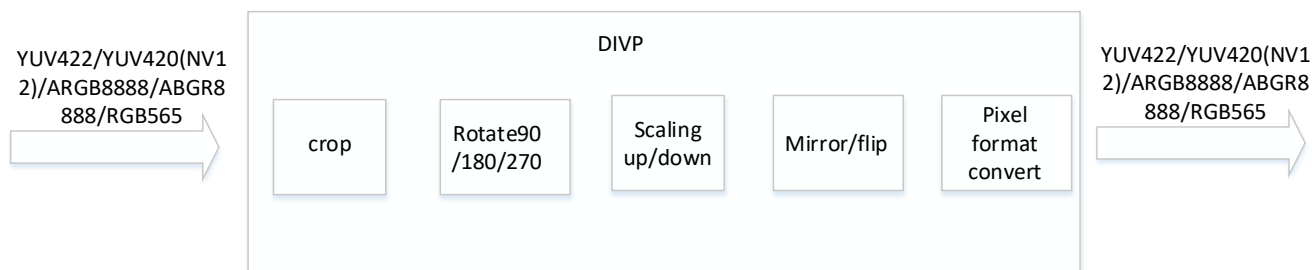 YUV422/YUV420(NV1
2)/ARGB8888/ABGR8
888/RGB565
DIVP
crop
Rotate90
/180/270
Scaling
up/down
Mirror/flip
Pixel
format
convert
YUV422/YUV420(NV1
2)/ARGB8888/ABGR8
888/RGB565